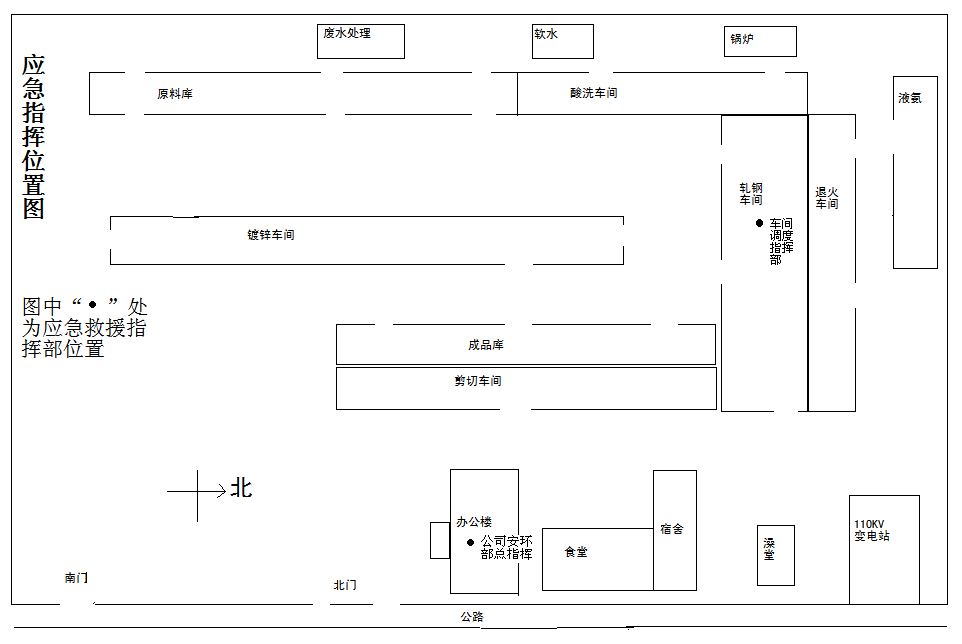 应急指挥位置图
废水处理
软水
锅炉
原料库
酸洗车间
液氨
轧钢
车间
退火
车间
车间
调度
指挥
部
镀锌车间
图中“●”处
为应急救援指
挥部位置
成品库
剪切车间
北
办公楼
公司安环
部总指挥
食堂
宿舍
澡
堂
110KV
变电站
南门
北门
公路